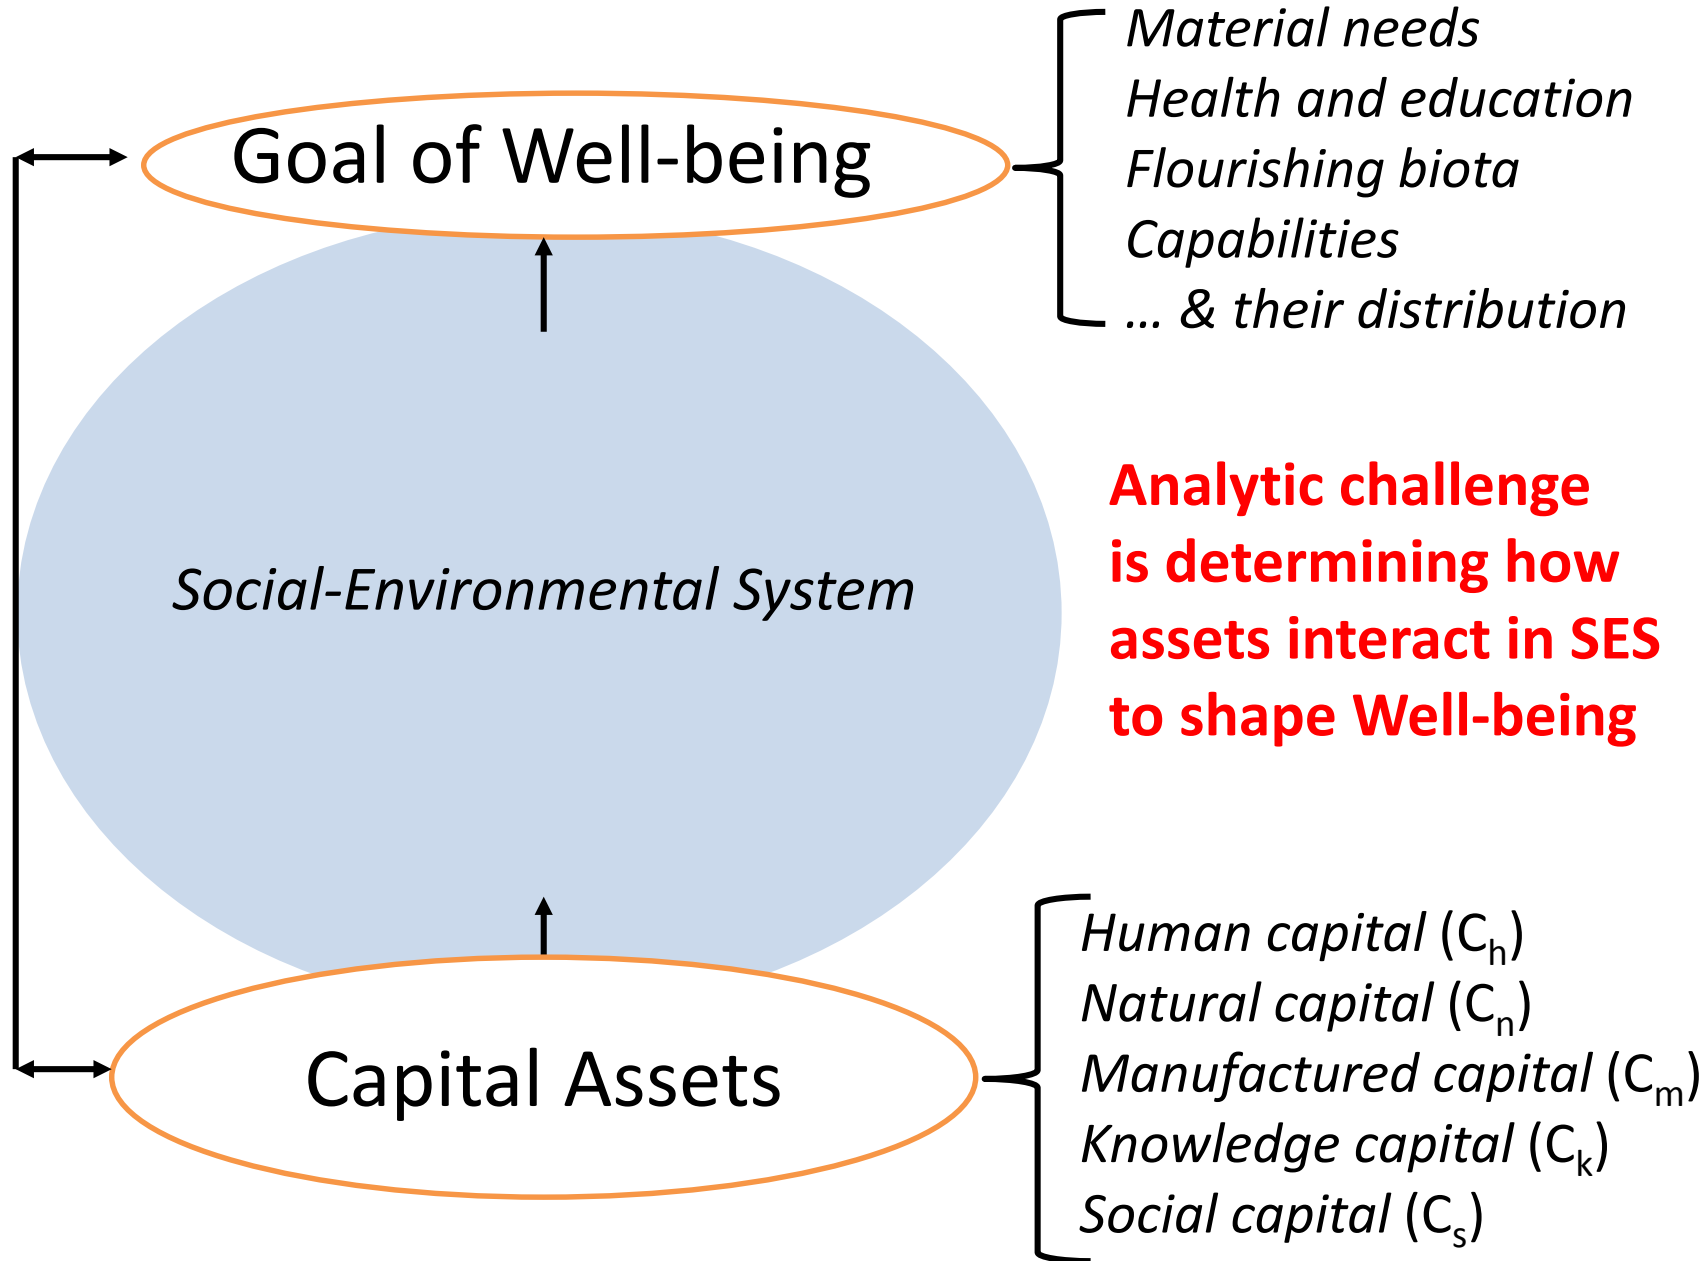 Material needs
Health and education
Flourishing biota
Capabilities
… & their distribution
Goal of Well-being
Social-Environmental System
Analytic challenge
is determining how
assets interact in SES
to shape Well-being
Capital Assets
Human capital (Cₕ)
Natural capital (Cₙ)
Manufactured capital (Cₘ)
Knowledge capital (Cₖ)
Social capital (Cₛ)